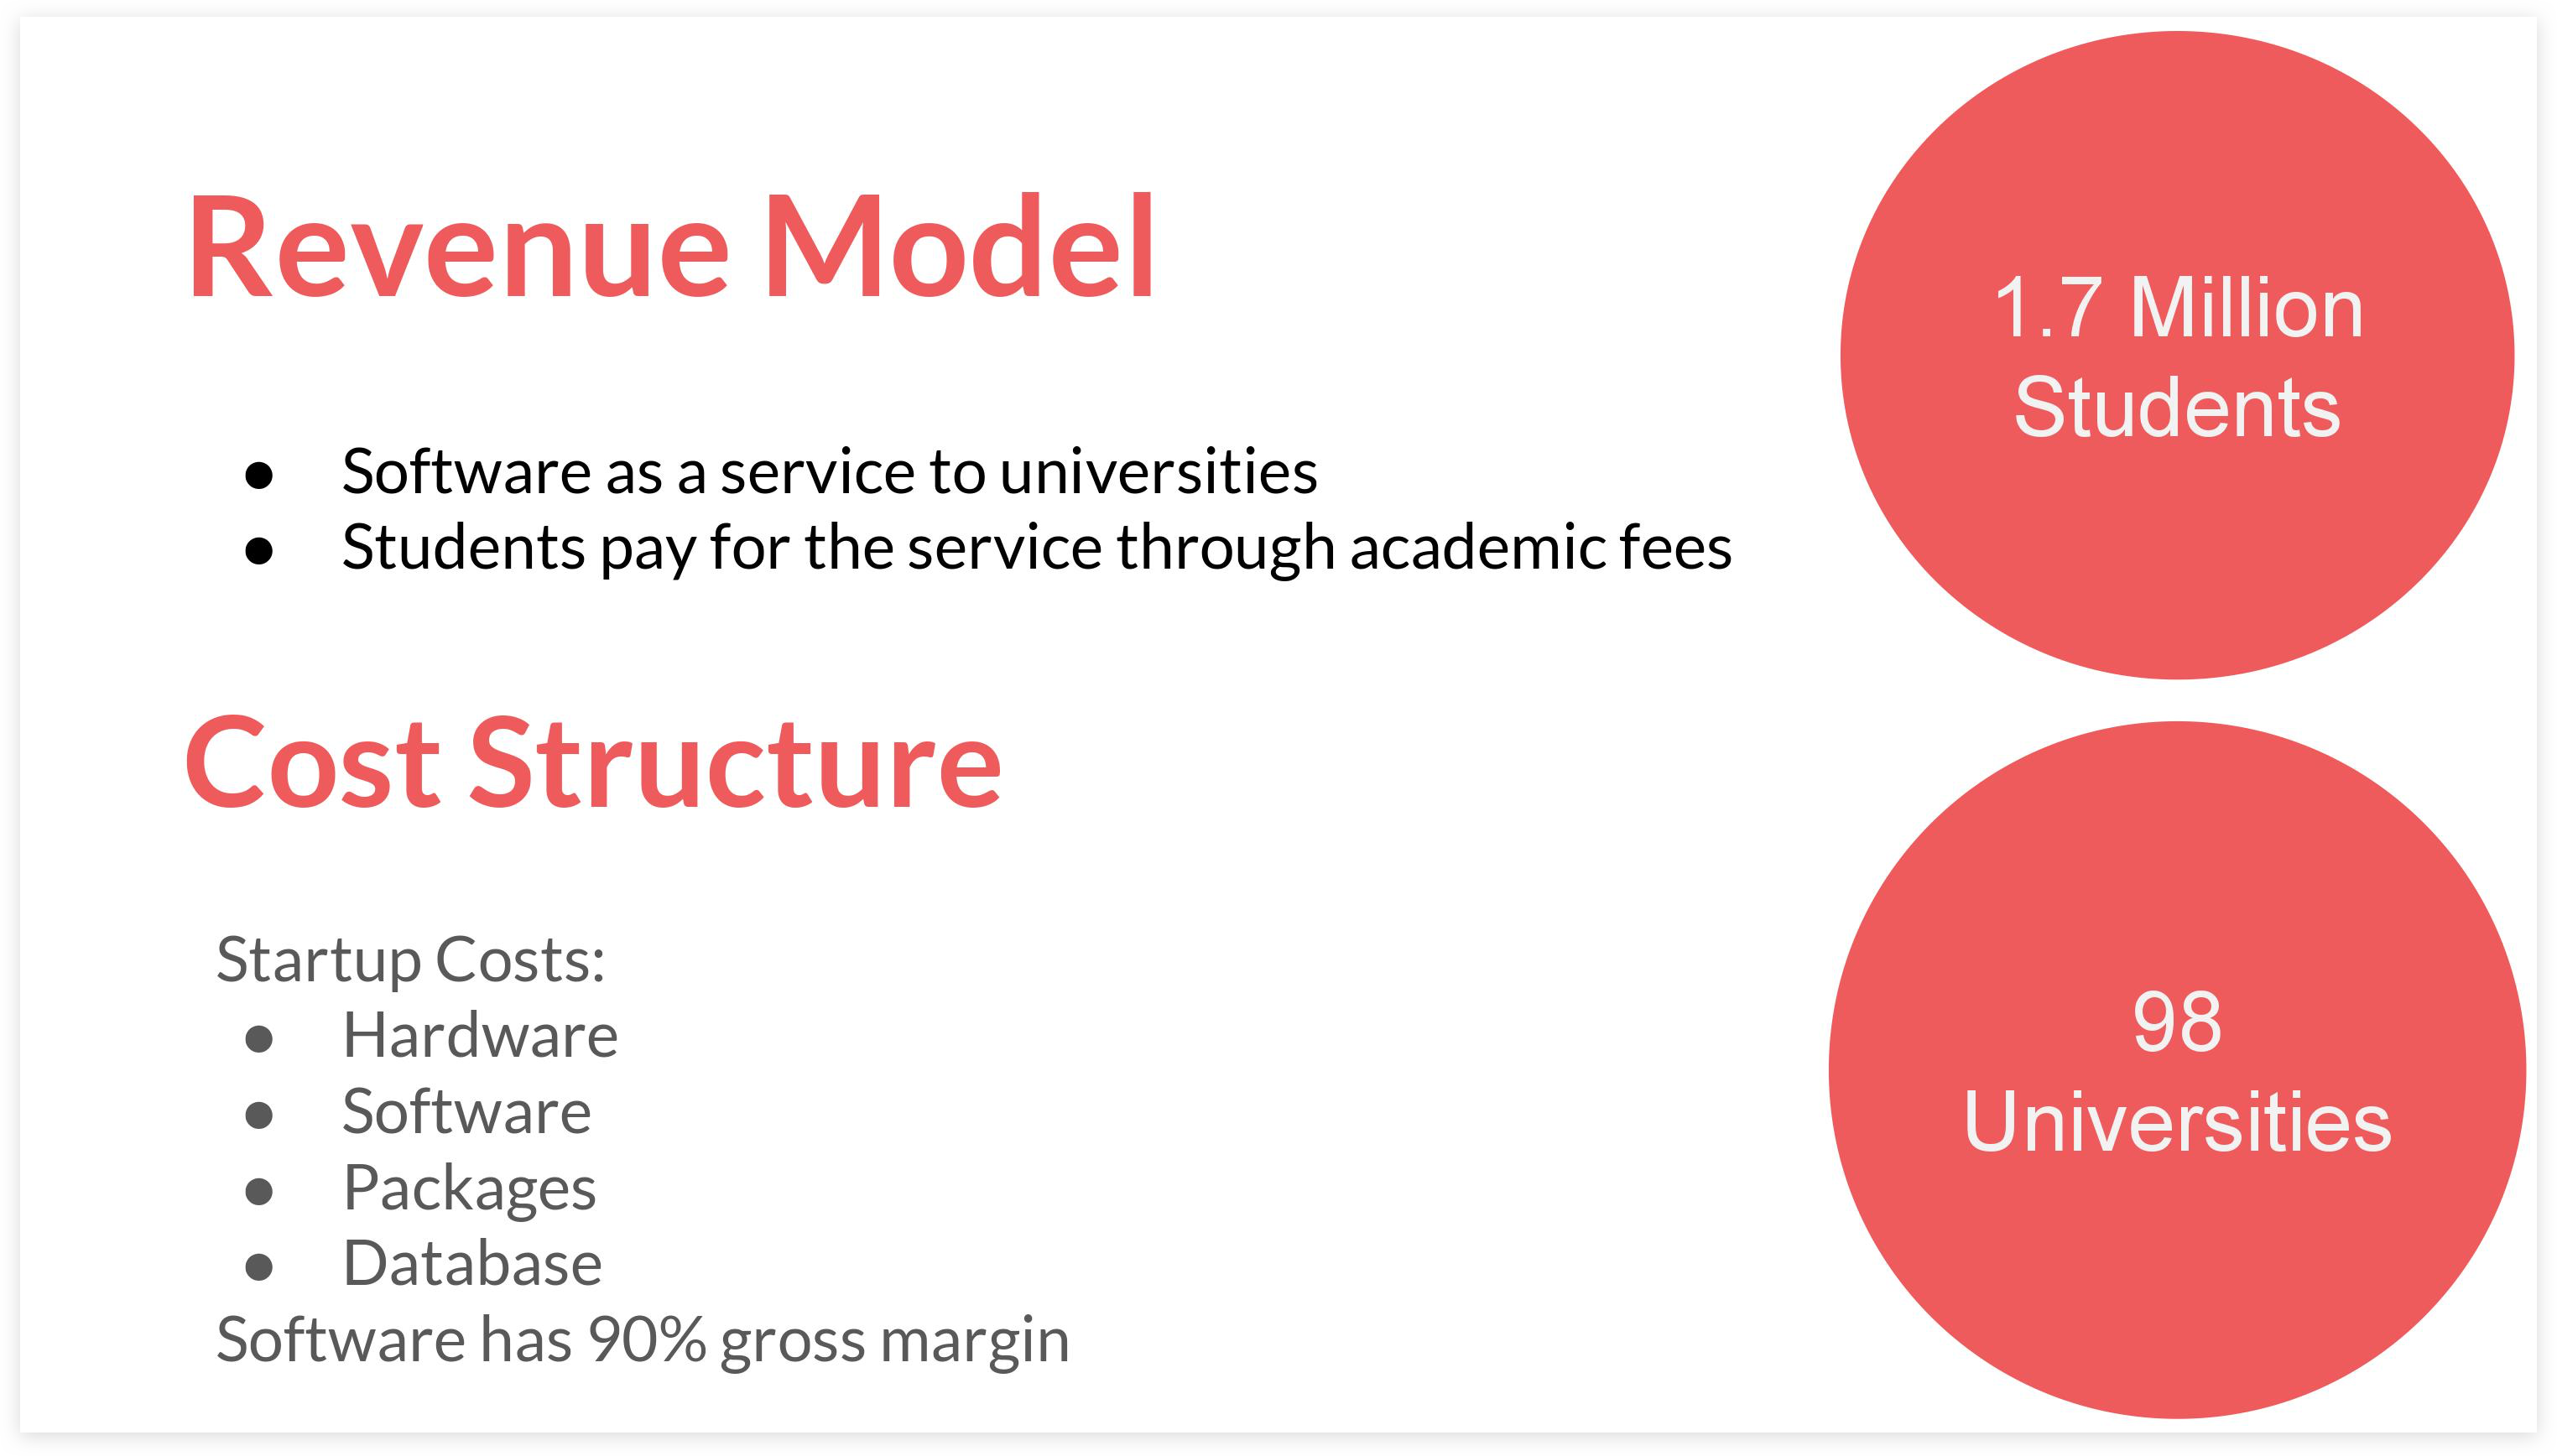 Revenue Model
● Software as a service to universities
● Students pay for the service through academic fees
Cost Structure
Startup Costs:
● Hardware
● Software
● Packages
● Database
Software has 90% gross margin
1.7 Million
Students
98
Universities